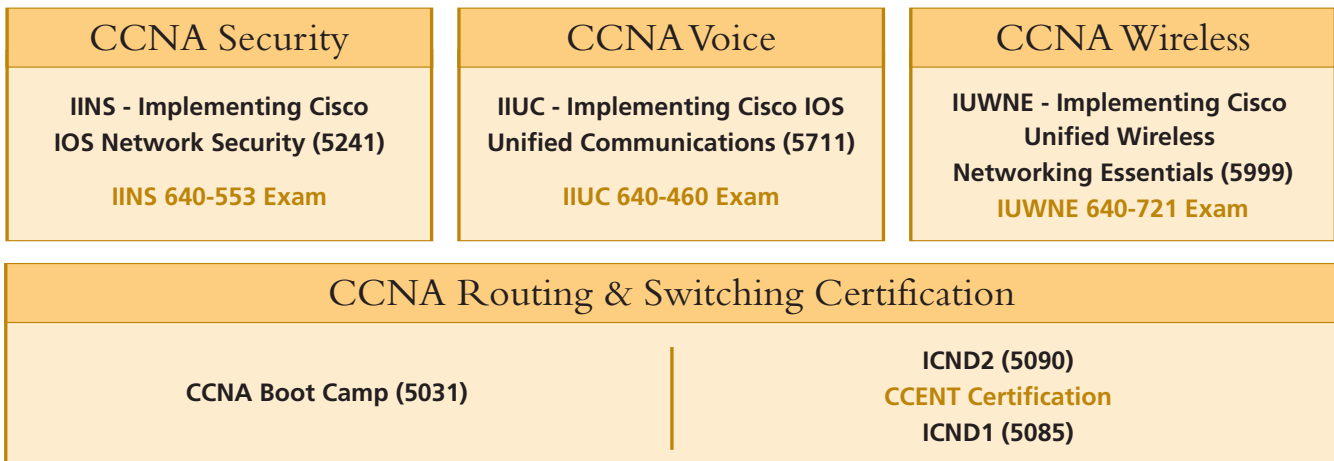 CCNA Security
IINS - Implementing Cisco
IOS Network Security (5241)
IINS 640-553 Exam
CCNA Voice
IIUC - Implementing Cisco IOS
Unified Communications (5711)
IIUC 640-460 Exam
CCNA Wireless
IUWNE - Implementing Cisco
Unified Wireless
Networking Essentials (5999)
IUWNE 640-721 Exam
CCNA Routing & Switching Certification
CCNA Boot Camp (5031)
ICND2 (5090)
CCENT Certification
ICND1 (5085)